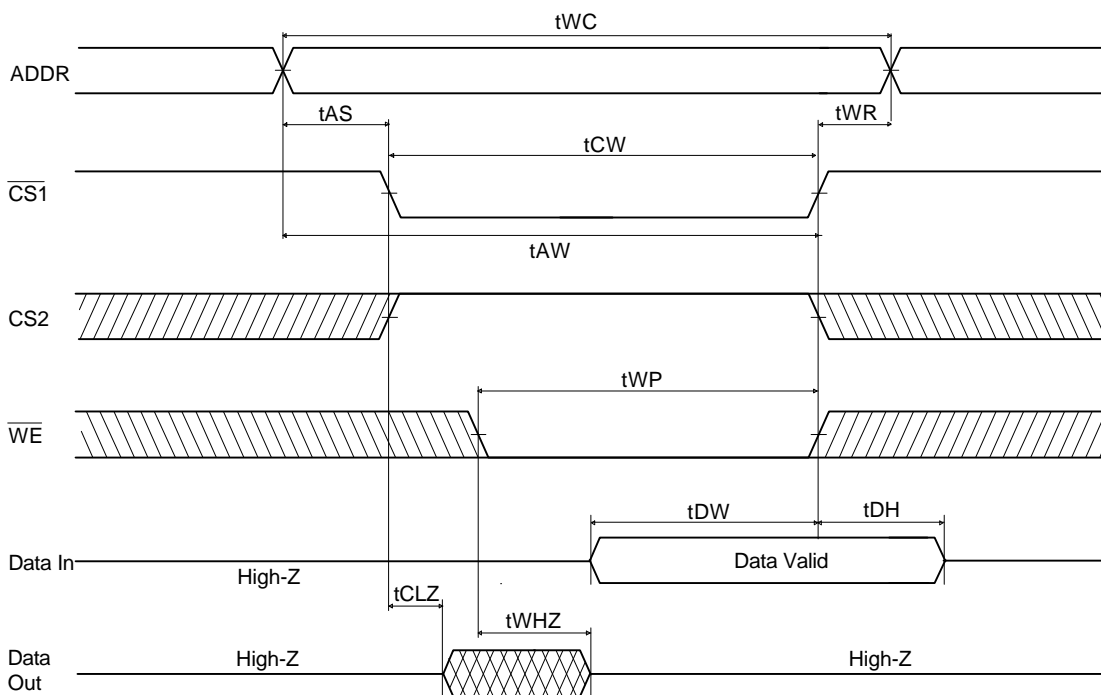 tWC
ADDR
tAS
tWR
tCW
CS1
tAW
CS2
tWP
WE
tDW
tDH
Data In
Data Valid
High-Z
tCLZ
tWHZ
Data
Out
High-Z
High-Z